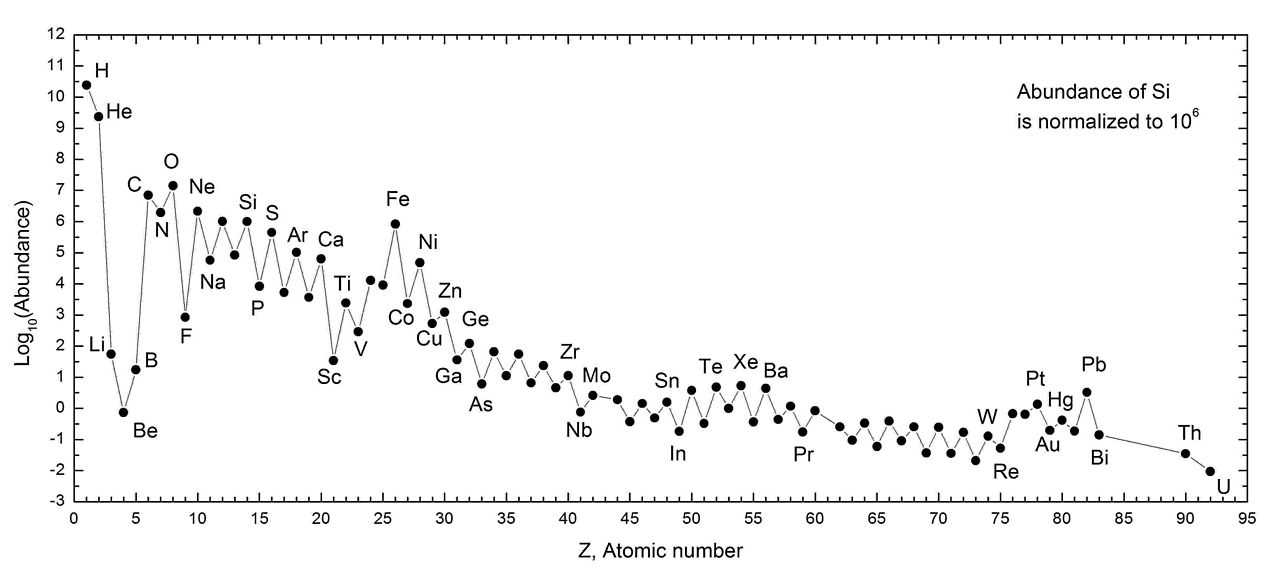 12
11
10
9
8
7
6
5
4
3
2
1
0
-1
-2
-3
Log10(Abundance)
Abundance of Si
is normalized to 10^6
H
He
Li
Be
B
C
N
O
F
Ne
Na
Si
P
S
Ar
Ca
Sc
Ti
V
Fe
Co
Ni
Cu
Zn
Ga
Ge
As
Zr
Nb
Mo
Sn
In
Te
Xe
Ba
Pr
W
Re
Pt
Au
Hg
Pb
Bi
Th
U
0 5 10 15 20 25 30 35 40 45 50 55 60 65 70 75 80 85 90 95
Z, Atomic number